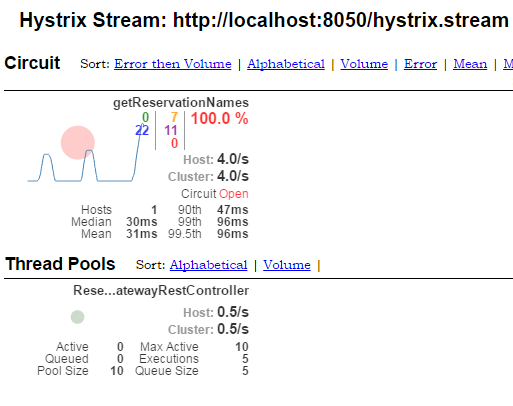 Hystrix Stream: http://localhost:8050/hystrix.stream
Circuit Sort: Error then Volume | Alphabetical | Volume | Error | Mean | M
getReservationNames
0 7 100.0 %
22 11
0
Host: 4.0/s
Cluster: 4.0/s
Circuit Open
Hosts 1 90th 47ms
Median 30ms 99th 96ms
Mean 31ms 99.5th 96ms
Thread Pools Sort: Alphabetical | Volume |
Rese...atewayRestController
Host: 0.5/s
Cluster: 0.5/s
Active 0 Max Active 10
Queued 0 Executions 5
Pool Size 10 Queue Size 5